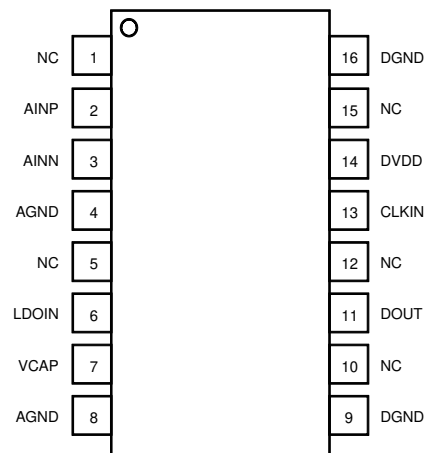 NC 1 16 DGND
AINP 2 15 NC
AINN 3 14 DVDD
AGND 4 13 CLKIN
NC 5 12 NC
LDOIN 6 11 DOUT
VCAP 7 10 NC
AGND 8 9 DGND